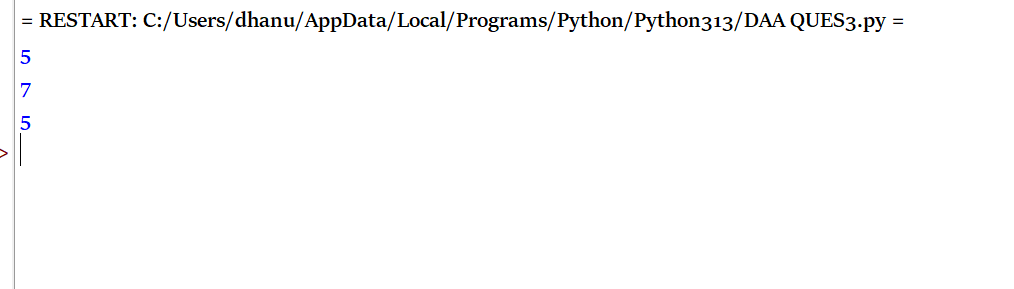 = RESTART: C:/Users/dhanu/AppData/Local/Programs/Python/Python313/DAA QUES3.py =
5
7
5
>